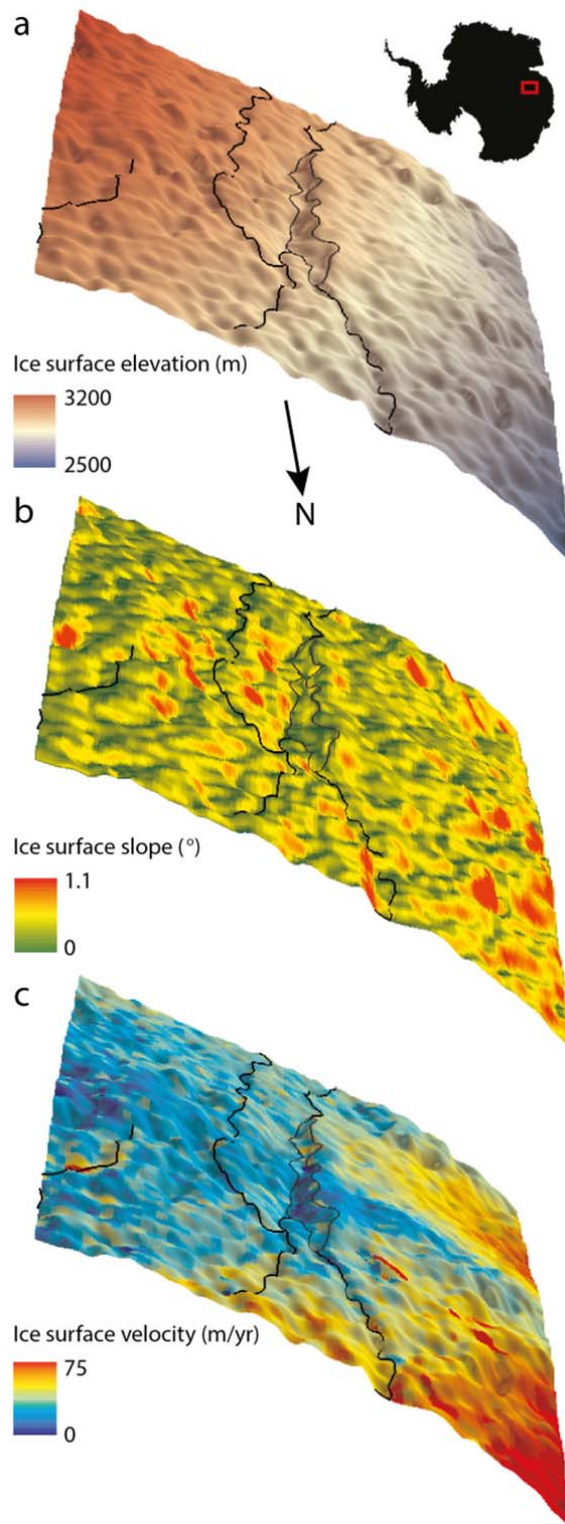 a
Ice surface elevation (m)
3200
2500
N
b
Ice surface slope (°)
1.1
0
c
Ice surface velocity (m/yr)
75
0